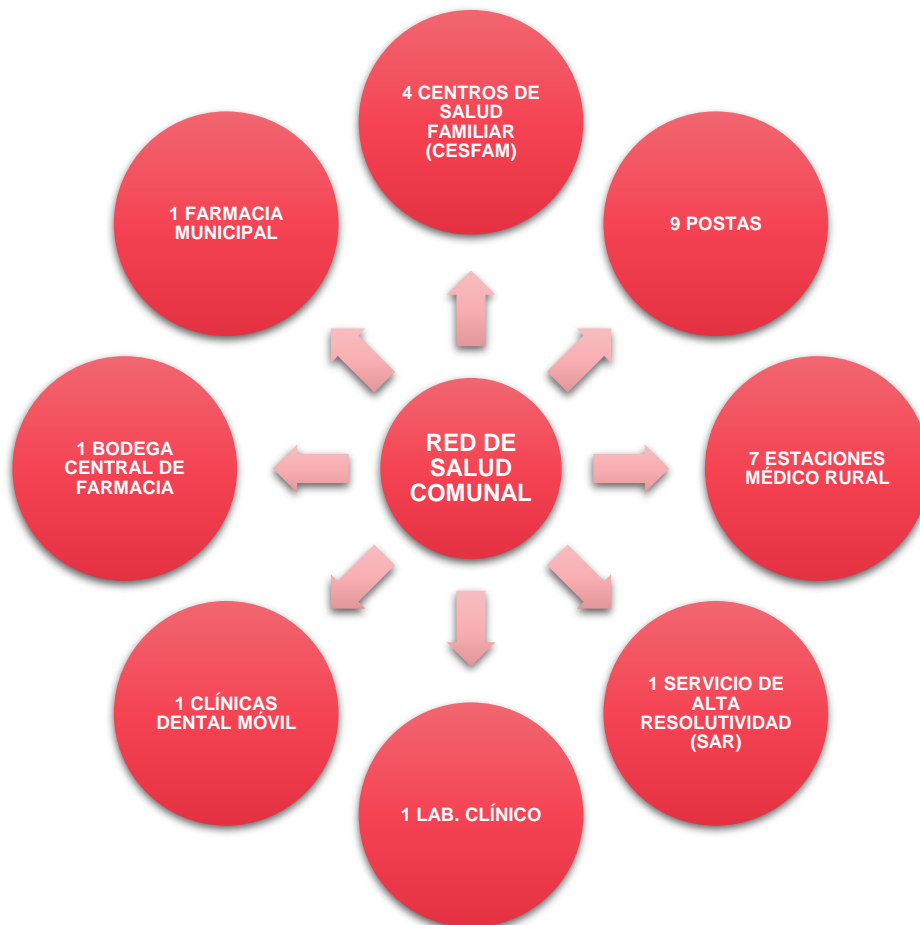 4 CENTROS DE
SALUD
FAMILIAR
(CESFAM)
1 FARMACIA
MUNICIPAL
9 POSTAS
1 BODEGA
CENTRAL DE
FARMACIA
RED DE
SALUD
COMUNAL
7 ESTACIONES
MÉDICO RURAL
1 CLÍNICAS
DENTAL MÓVIL
1 SERVICIO DE
ALTA
RESOLUTIVIDAD
(SAR)
1 LAB. CLÍNICO